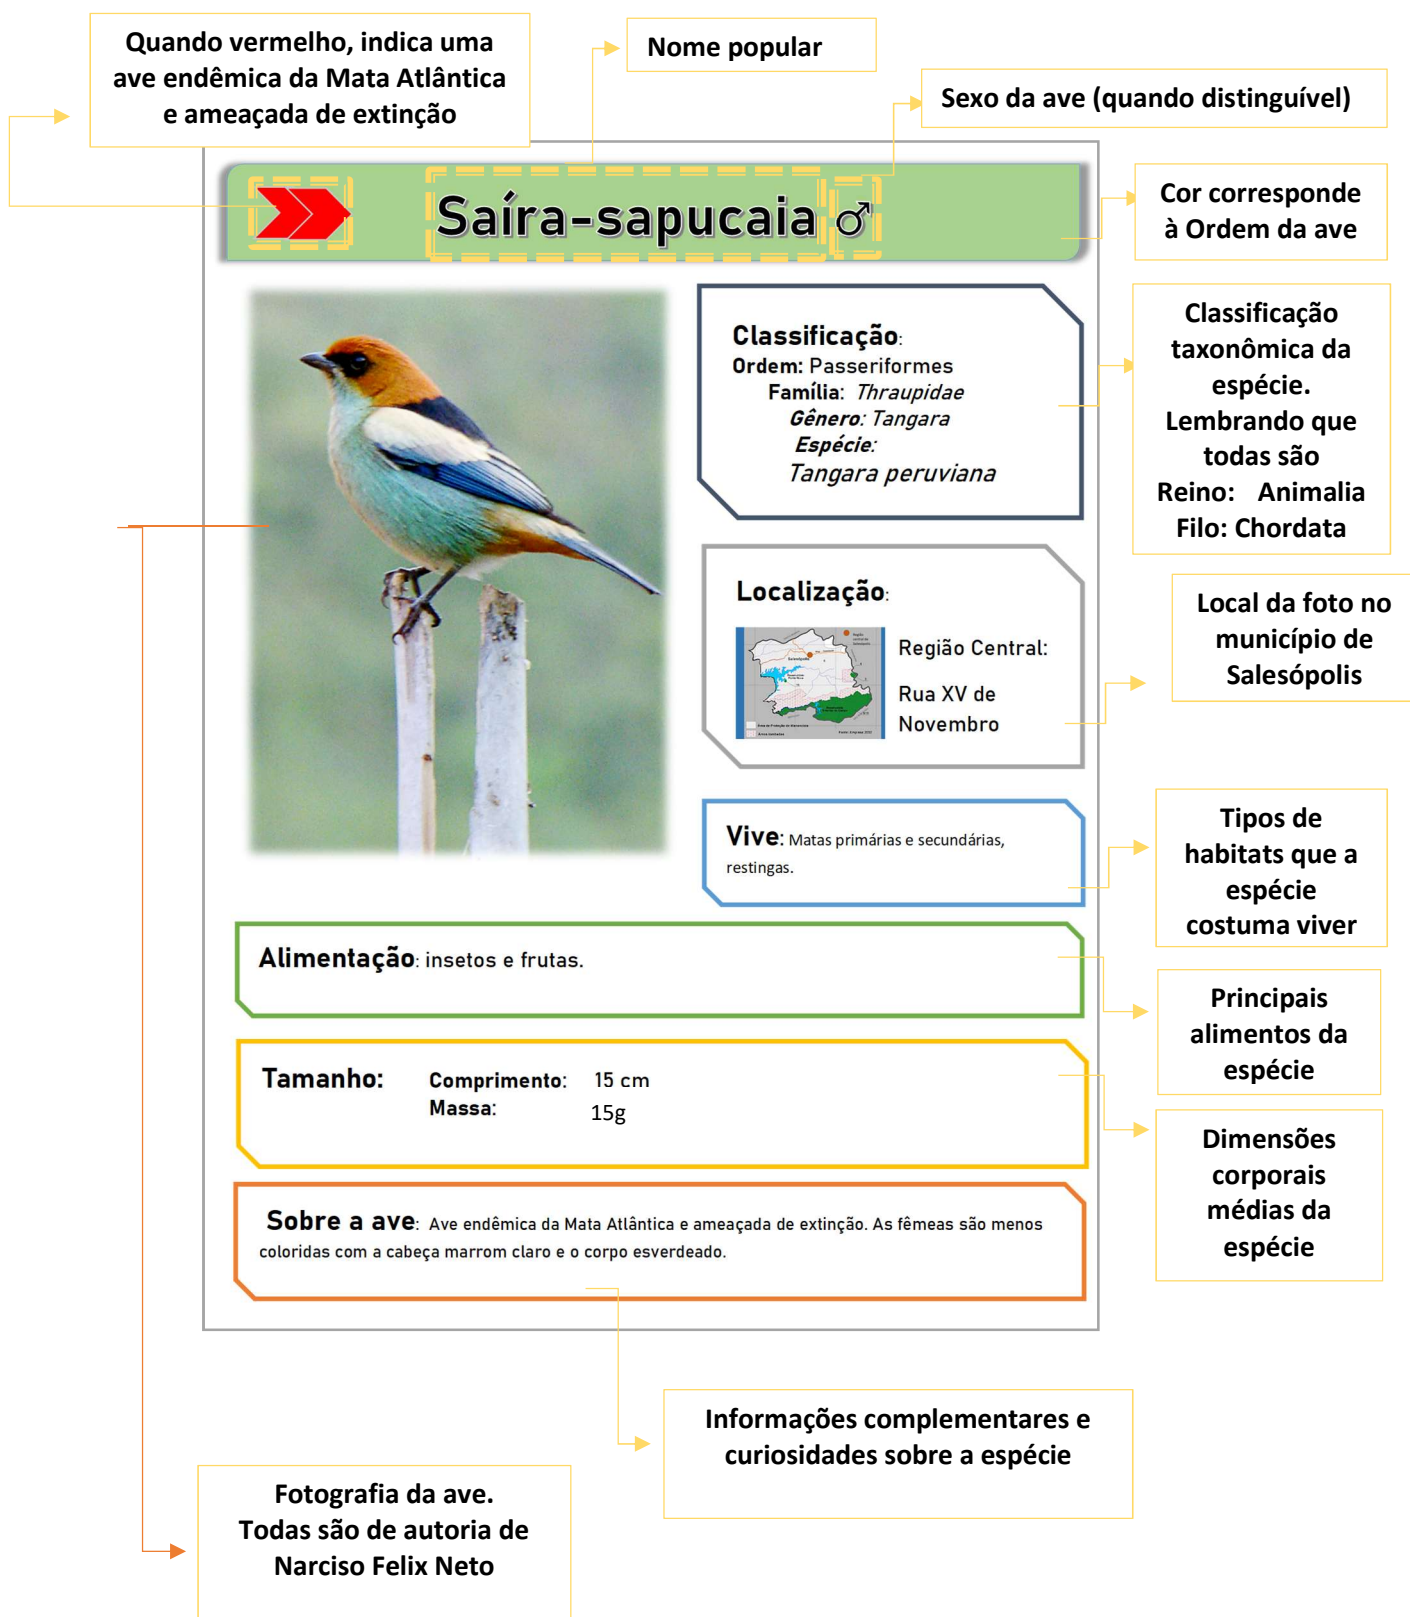 Quando vermelho, indica uma
ave endêmica da Mata Atlântica
e ameaçada de extinção
Nome popular
Sexo da ave (quando distinguível)
Saíra-sapucaia ♂
Cor corresponde
à Ordem da ave
Classificação:
Ordem: Passeriformes
Família: Thraupidae
Gênero: Tangara
Espécie:
Tangara peruviana
Classificação
taxonômica da
espécie.
Lembrando que
todas são
Reino: Animalia
Filo: Chordata
Localização:
Região Central:
Rua XV de
Novembro
Local da foto no
município de
Salesópolis
Vive: Matas primárias e secundárias,
restingas.
Tipos de
habitats que a
espécie
costuma viver
Alimentação: insetos e frutas.
Principais
alimentos da
espécie
Tamanho:
Comprimento: 15 cm
Massa: 15g
Dimensões
corporais
médias da
espécie
Sobre a ave: Ave endêmica da Mata Atlântica e ameaçada de extinção. As fêmeas são menos
coloridas com a cabeça marrom claro e o corpo esverdeado.
Informações complementares e
curiosidades sobre a espécie
Fotografia da ave.
Todas são de autoria de
Narciso Felix Neto